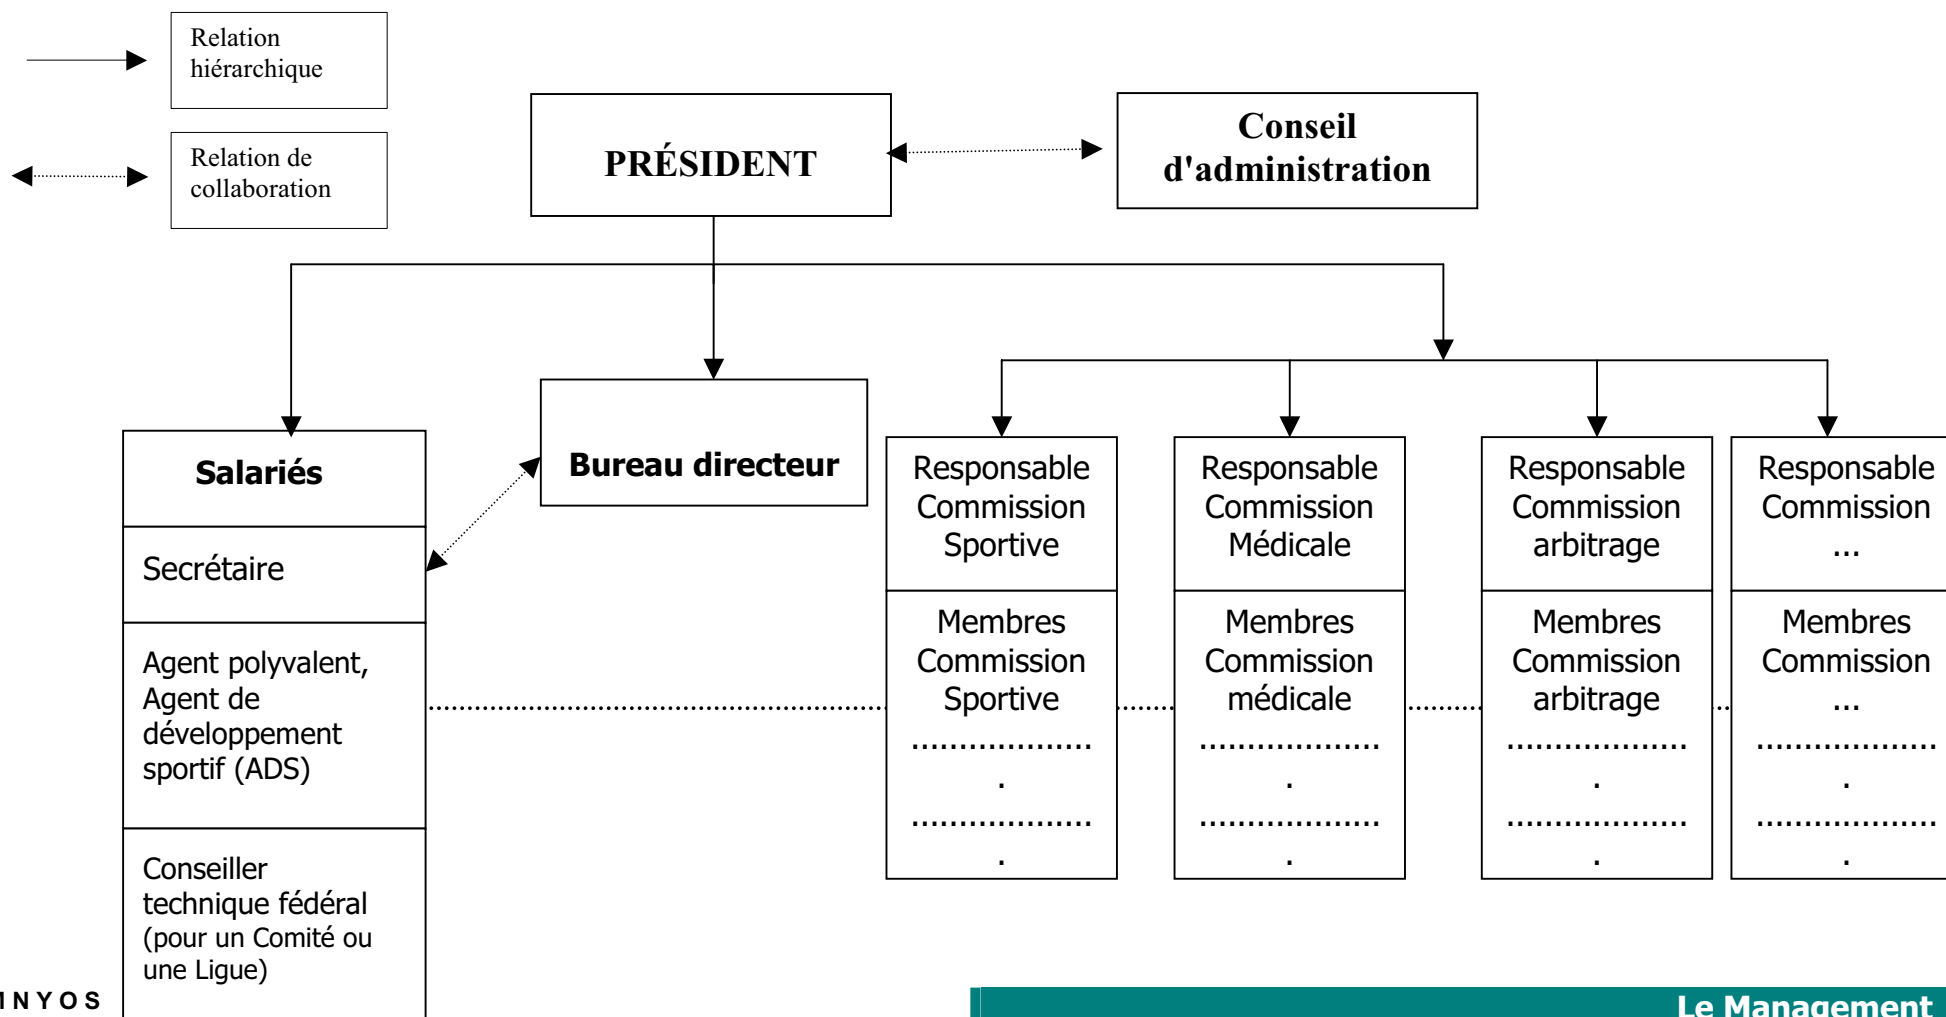 Relation
hiérarchique
Relation de
collaboration
PRÉSIDENT
Conseil
d'administration
Salariés
Secrétaire
Agent polyvalent,
Agent de
développement
sportif (ADS)
Conseiller
technique fédéral
(pour un Comité ou
une Ligue)
Bureau directeur
Responsable
Commission
Sportive
Membres
Commission
Sportive
...................
.
...................
.
Responsable
Commission
Médicale
Membres
Commission
médicale
...................
.
...................
.
Responsable
Commission
arbitrage
Membres
Commission
arbitrage
...................
.
...................
.
Responsable
Commission
...
Membres
Commission
...
...................
.
...................
.
NYOS
Le Management